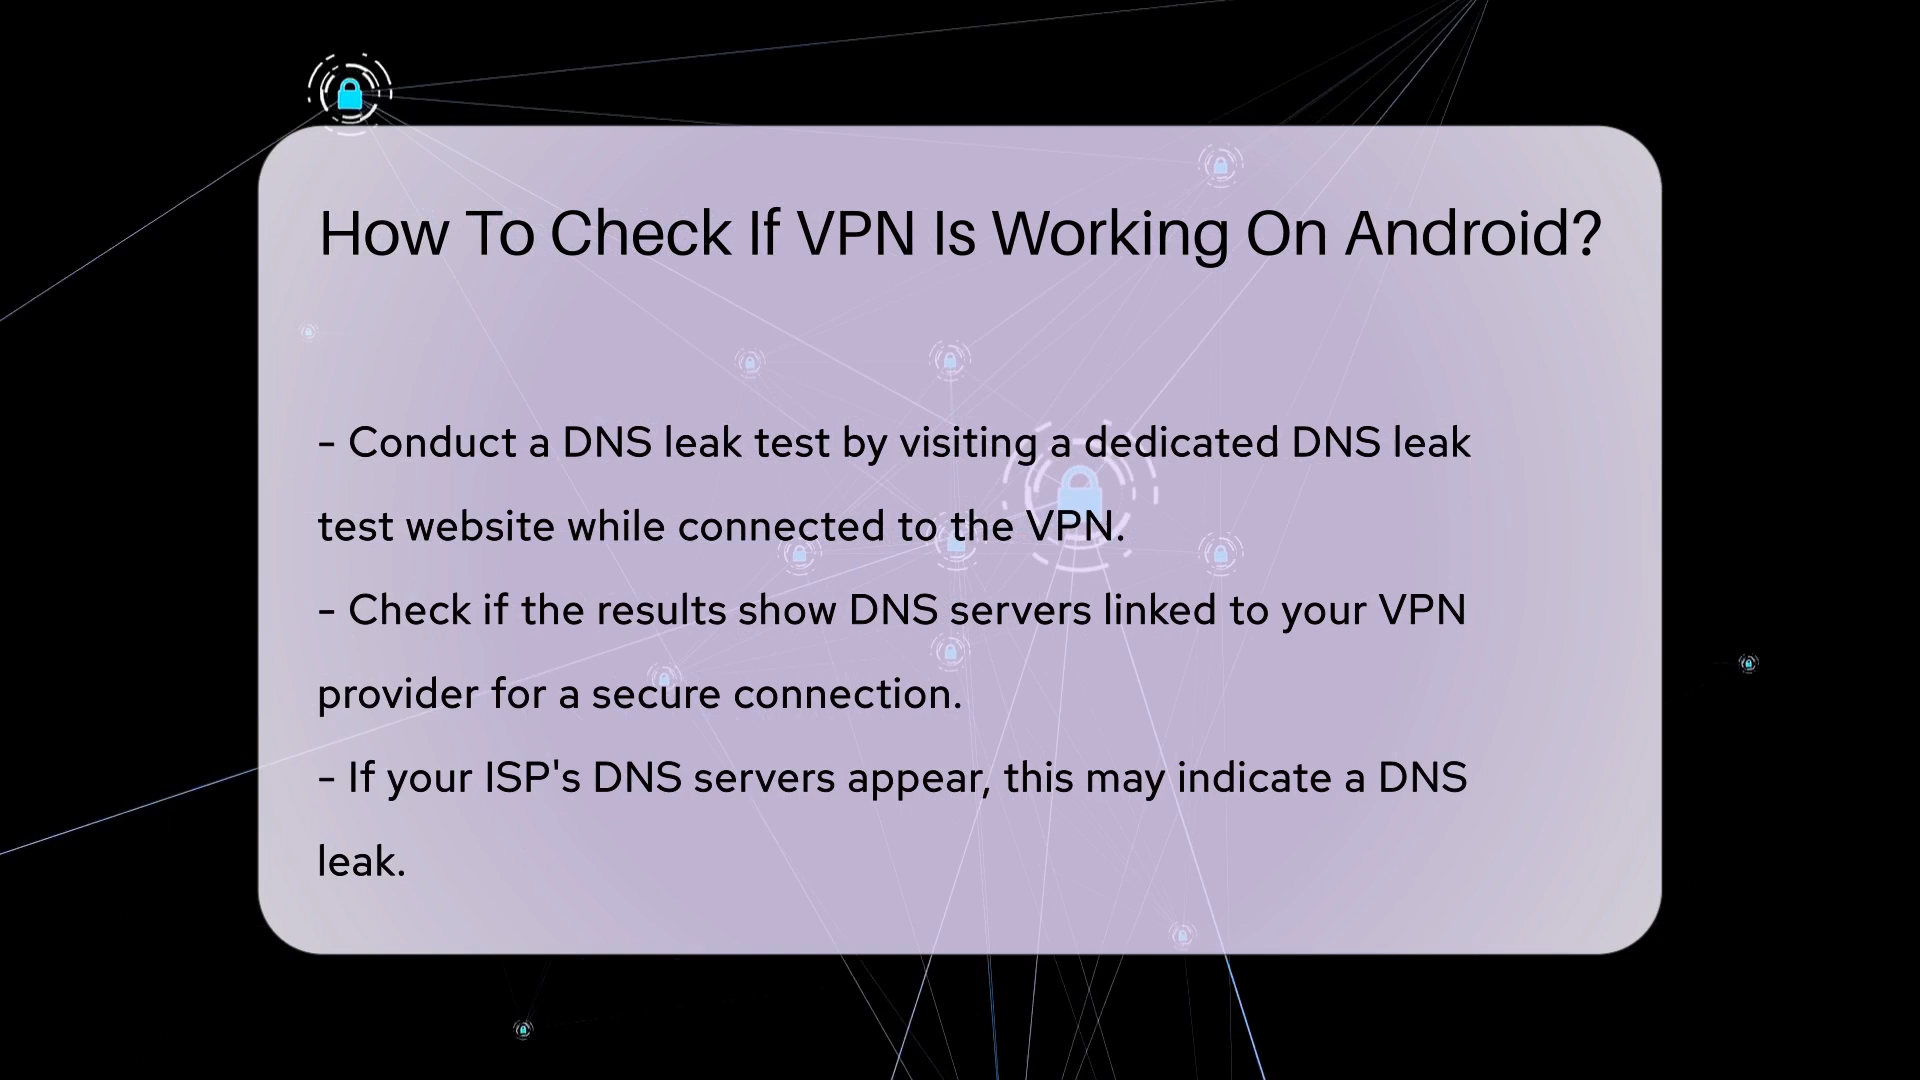 How To Check If VPN Is Working On Android?
- Conduct a DNS leak test by visiting a dedicated DNS leak
test website while connected to the VPN.
- Check if the results show DNS servers linked to your VPN
provider for a secure connection.
- If your ISP's DNS servers appear, this may indicate a DNS
leak.